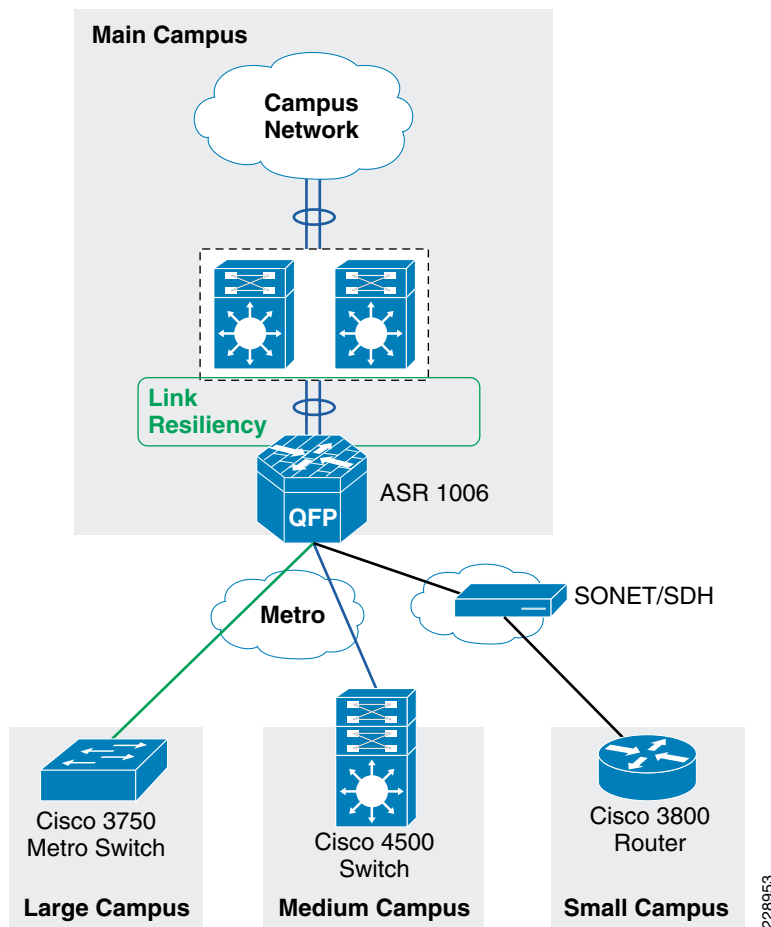 Main Campus
Campus
Network
Link
Resiliency
ASR 1006
QFP
SONET/SDH
Metro
Cisco 3750
Metro Switch
Cisco 4500
Switch
Cisco 3800
Router
Large Campus
Medium Campus
Small Campus
228953